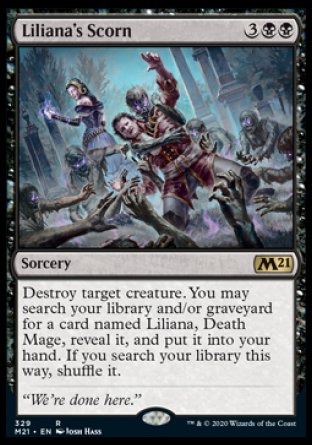 Liliana's Scorn 3
Sorcery M21
Destroy target creature. You may
search your library and/or graveyard
for a card named Liliana, Death
Mage, reveal it, and put it into your
hand. If you search your library this
way, shuffle it.
“We’re done here.”
329 R
M21 • EN Josh Hass ™ & © 2020 Wizards of the Coast